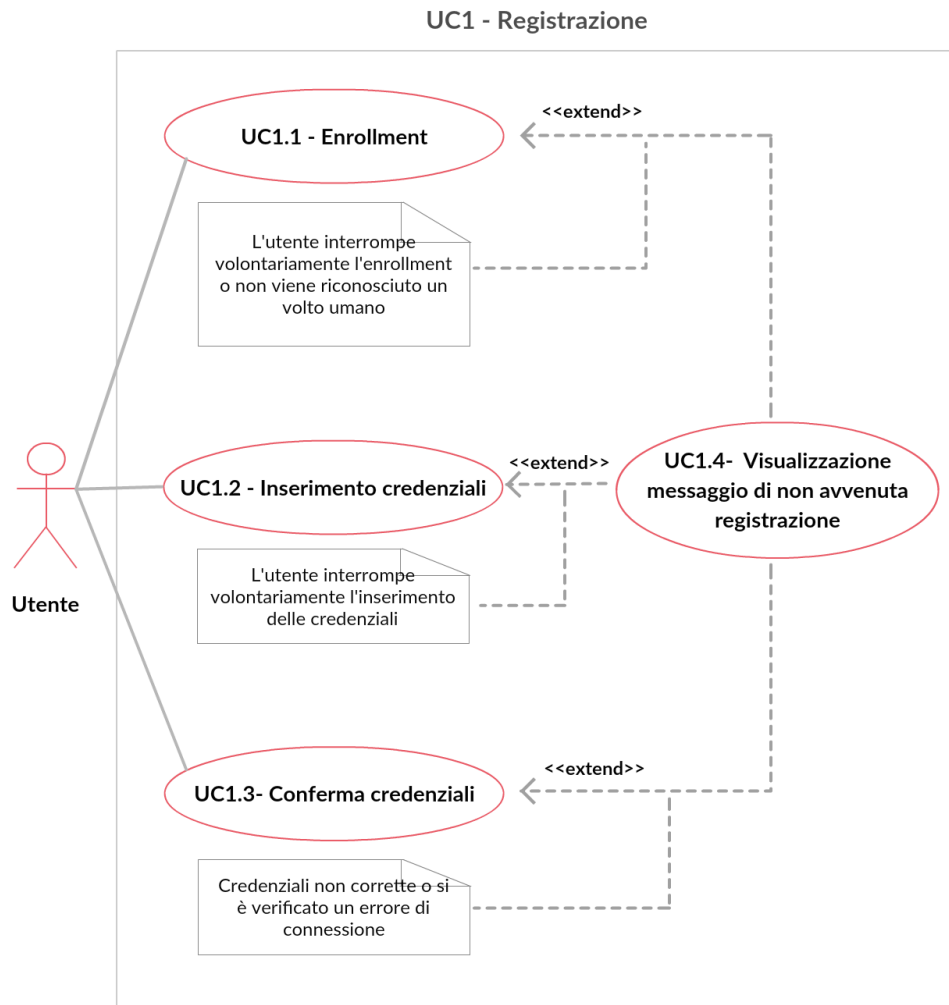 UC1 - Registrazione
<<extend>>
UC1.1 - Enrollment
L'utente interrompe
volontariamente l'enrollment
o non viene riconosciuto un
volto umano
<<extend>>
UC1.2 - Inserimento credenziali
UC1.4- Visualizzazione
messaggio di non avvenuta
registrazione
L'utente interrompe
volontariamente l'inserimento
delle credenziali
Utente
<<extend>>
UC1.3- Conferma credenziali
Credenziali non corrette o si
è verificato un errore di
connessione